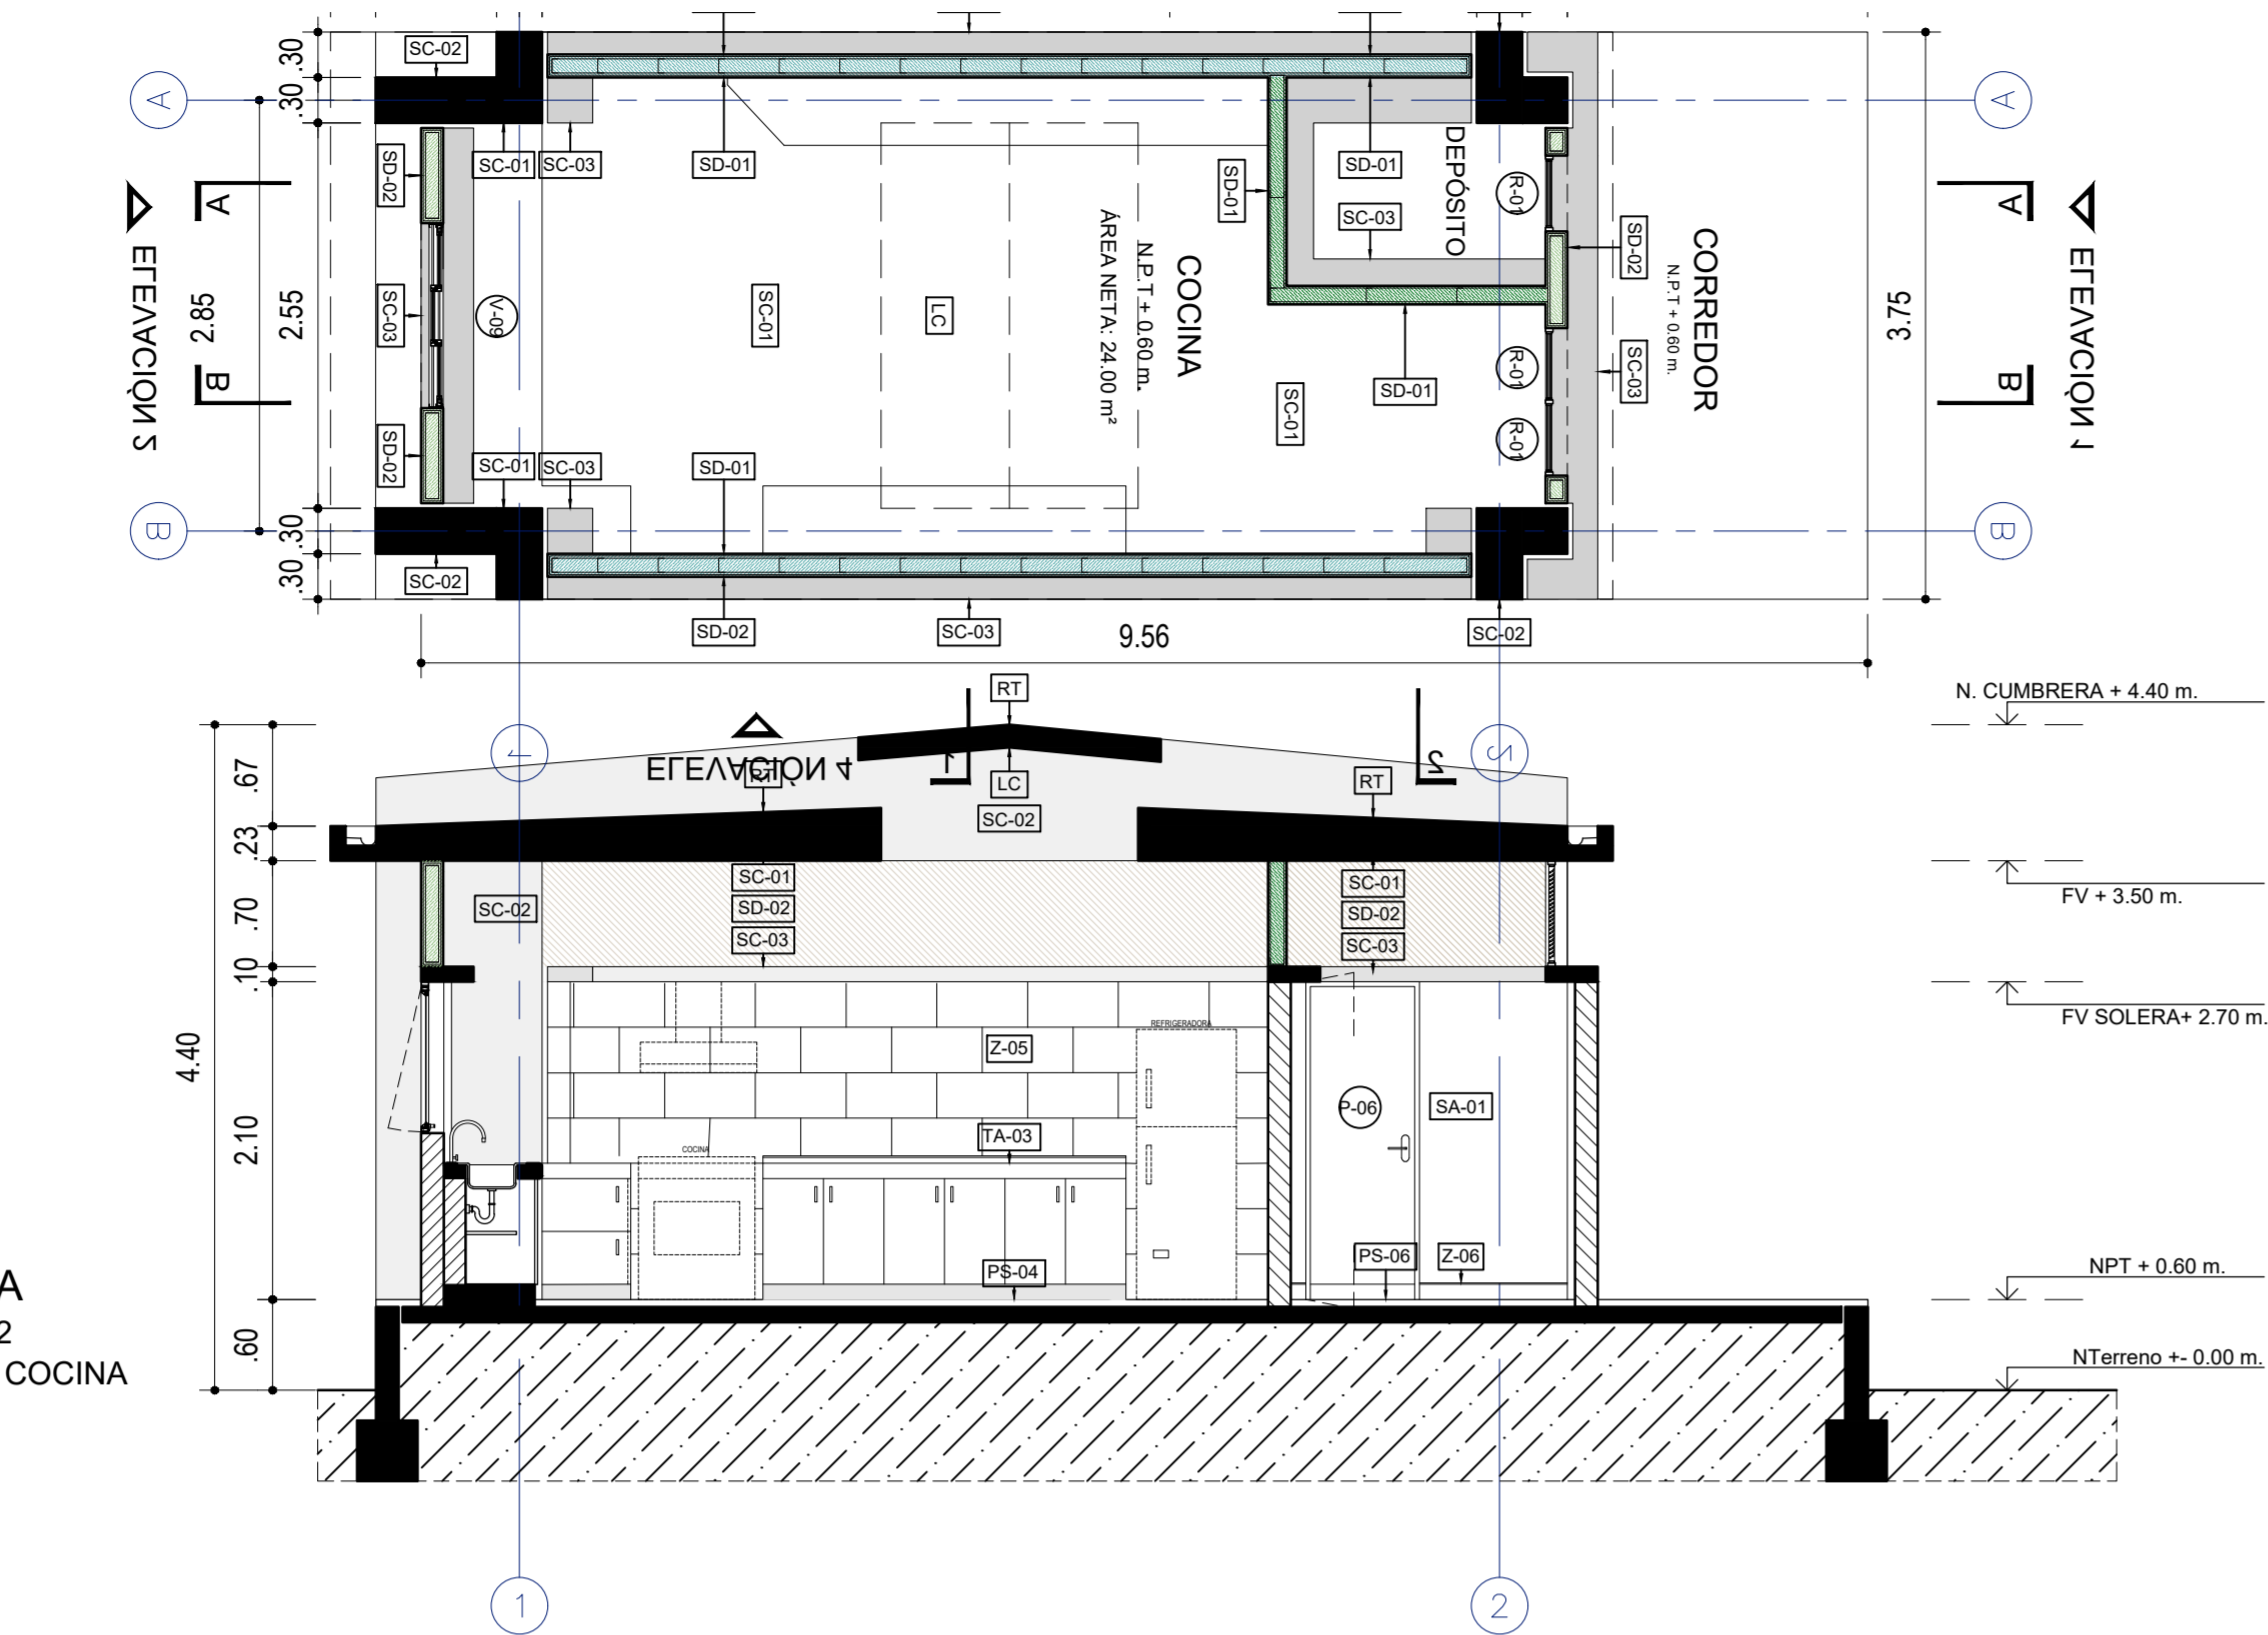 .30
.30
2.85
2.55
.30
.30
SC-02
A
A
SD-02
SC-01
SC-03
SD-01
SD-01
SD-01
DEPÓSITO
R-01
SC-03
SD-02
CORREDOR
N.P.T + 0.60 m.
A
A
ELEVACIÓN 2
ELEVACIÓN 1
SC-03
V-09
SC-01
LC
COCINA
N.P.T + 0.60 m.
ÁREA NETA: 24.00 m²
SC-01
SD-01
R-01
R-01
SC-03
3.75
B
B
SD-02
SC-01
SC-03
SD-01
B
B
SC-02
SD-02
SC-03
9.56
SC-02
N. CUMBRERA + 4.40 m.
RT
1
ELEVACIÓN 4
RT
1
LC
SC-02
RT
2
2
.67
.23
.70
.10
2.10
.60
4.40
SC-02
SC-01
SD-02
SC-03
SC-01
SD-02
SC-03
FV + 3.50 m.
FV SOLERA+ 2.70 m.
REFRIGERADORA
Z-05
P-06
SA-01
TA-03
COCINA
PS-04
PS-06
Z-06
NPT + 0.60 m.
NTerreno +- 0.00 m.
A
2
COCINA
1
2